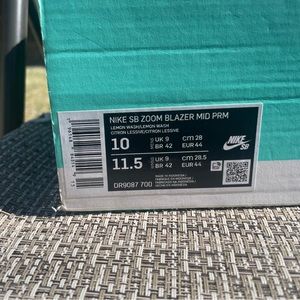 NIKE SB ZOOM BLAZER MID PRM
LEMON WASH/LEMON WASH
CITRON LESSIVE/CITRON LESSIVE
10 UK 9 cm 28
BR 42 EUR 44
11.5 UK 9 cm 28.5
BR 42 EUR 44
NIKE
SB
DR9087 700